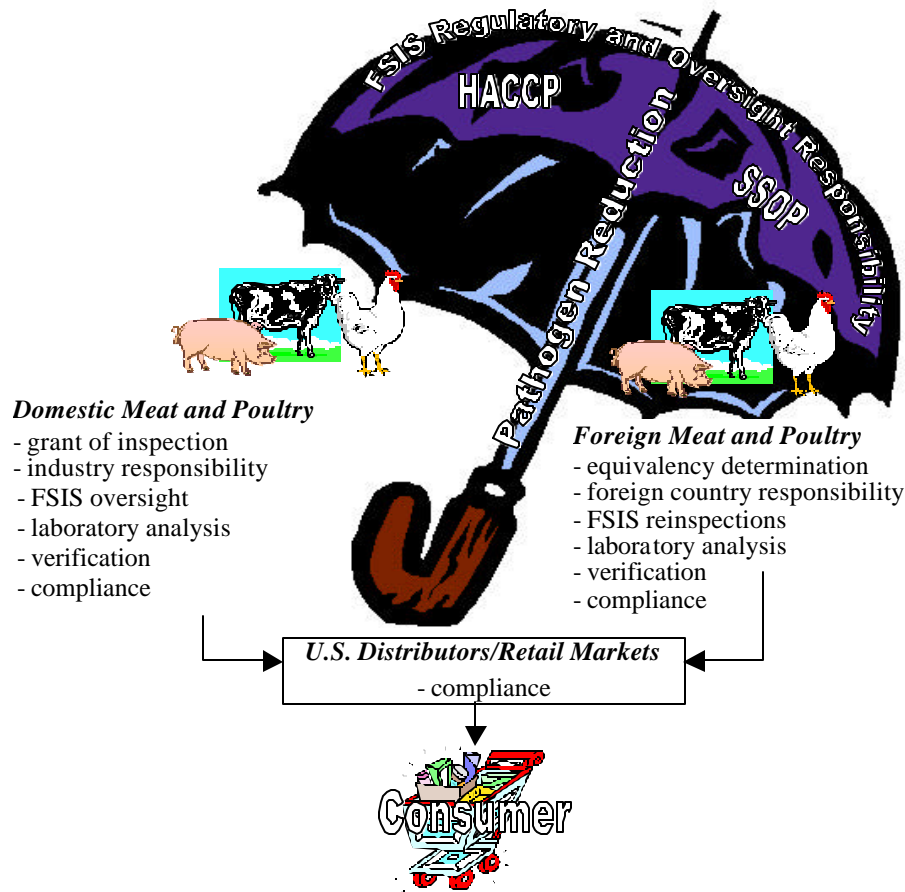 FSIS Regulatory and Oversight Responsibility
HACCP
SSOP
Pathogen Reduction
Domestic Meat and Poultry
- grant of inspection
- industry responsibility
- FSIS oversight
- laboratory analysis
- verification
- compliance
Foreign Meat and Poultry
- equivalency determination
- foreign country responsibility
- FSIS reinspections
- laboratory analysis
- verification
- compliance
U.S. Distributors/Retail Markets
- compliance
Consumer